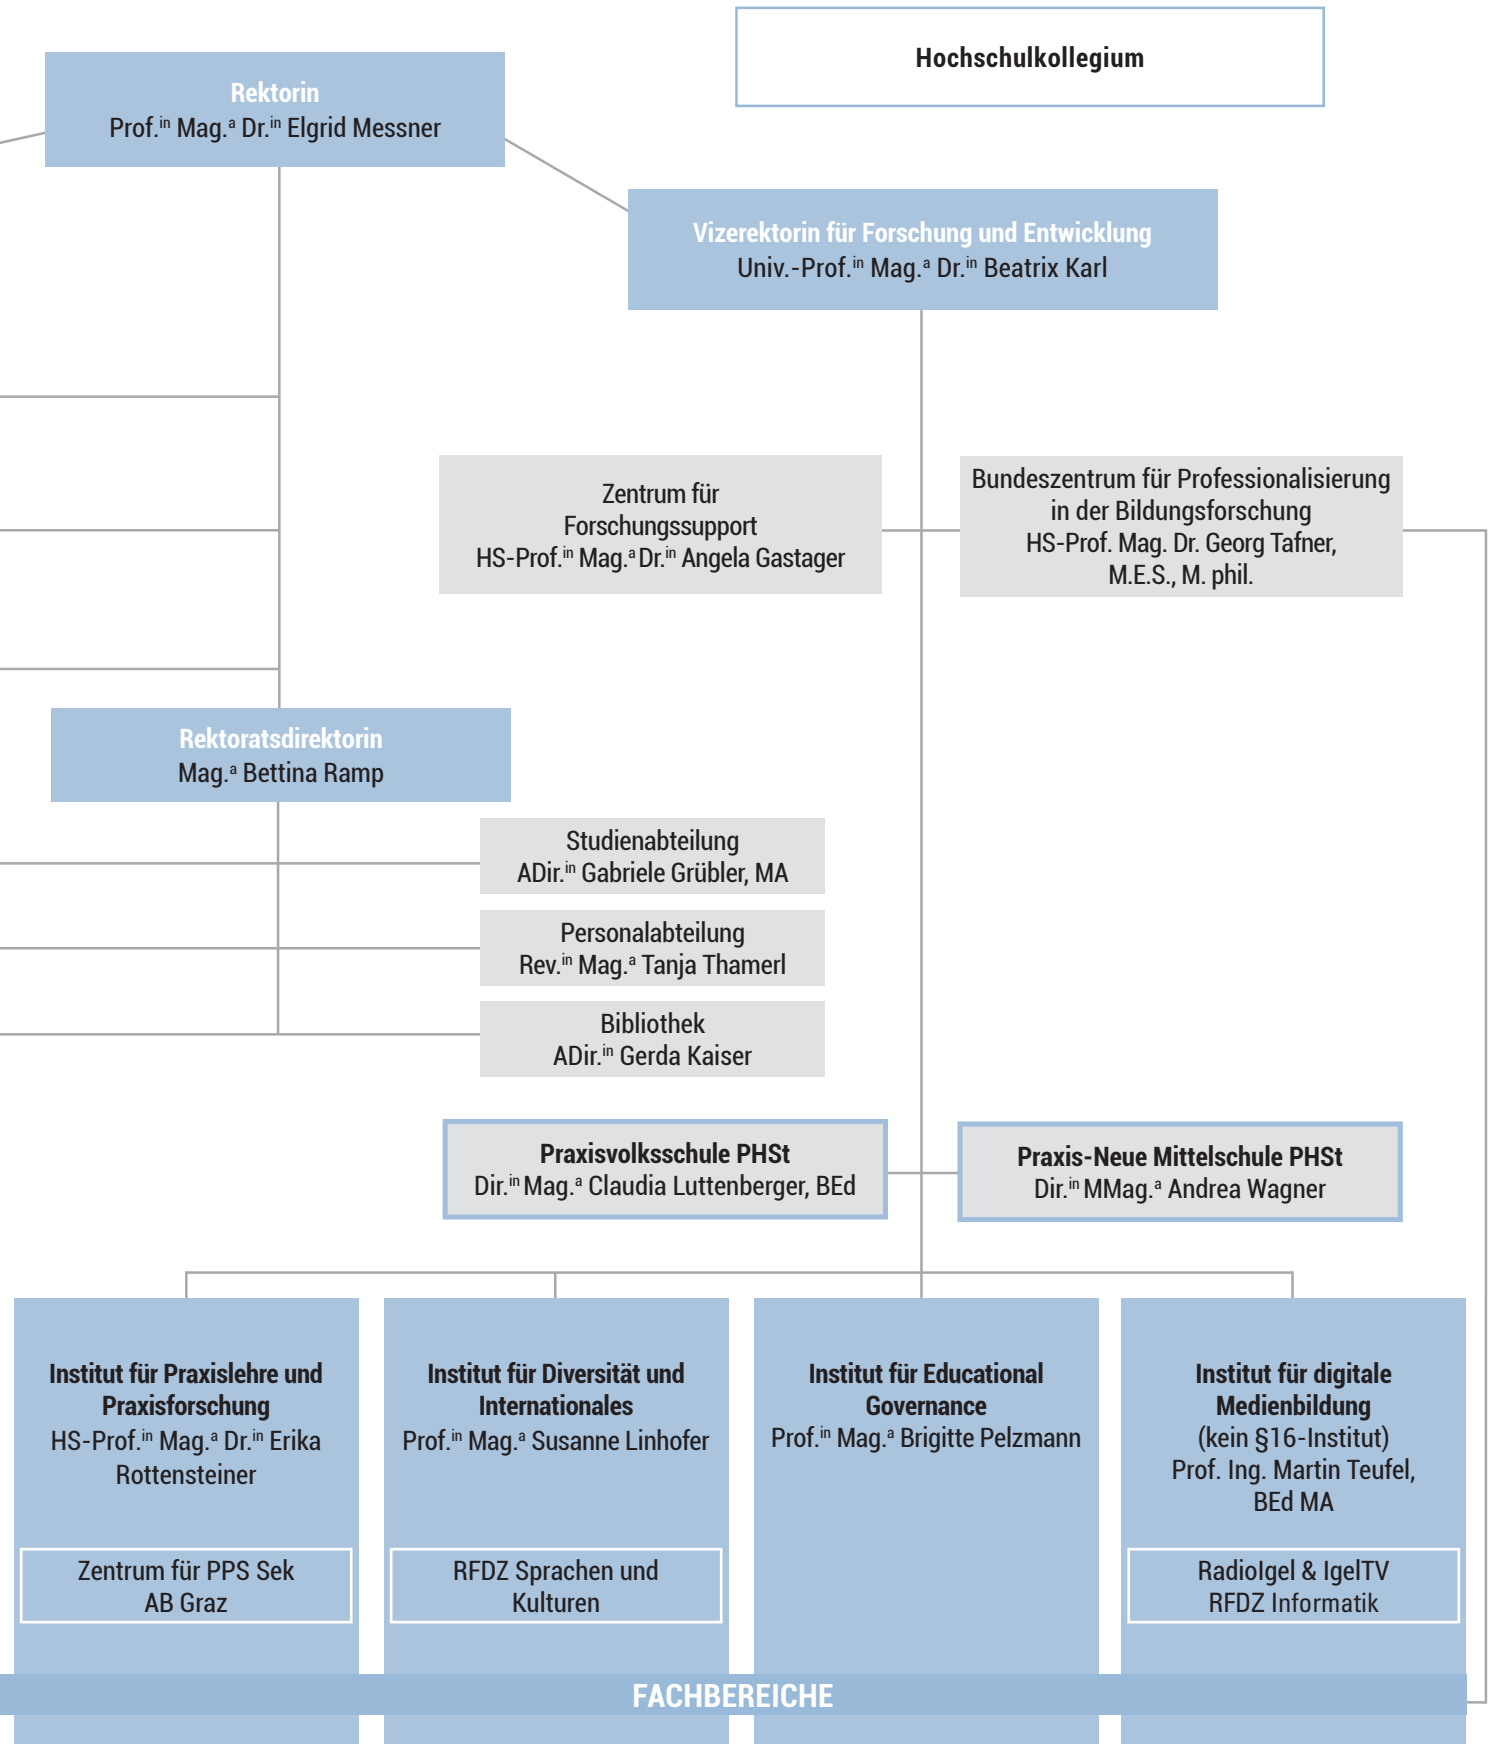 Hochschulkollegium
Rektorin
Prof.in Mag.a Dr.in Elgrid Messner
Vizerektorin für Forschung und Entwicklung
Univ.-Prof.in Mag.a Dr.in Beatrix Karl
Zentrum für
Forschungssupport
HS-Prof.in Mag.a Dr.in Angela Gastager
Bundeszentrum für Professionalisierung
in der Bildungsforschung
HS-Prof. Mag. Dr. Georg Tafner,
M.E.S., M. phil.
Rektoratsdirektorin
Mag.a Bettina Ramp
Studienabteilung
ADir.in Gabriele Grübler, MA
Personalabteilung
Rev.in Mag.a Tanja Thamerl
Bibliothek
ADir.in Gerda Kaiser
Praxisvolksschule PHSt
Dir.in Mag.a Claudia Luttenberger, BEd
Praxis-Neue Mittelschule PHSt
Dir.in MMag.a Andrea Wagner
Institut für Praxislehre und
Praxisforschung
HS-Prof.in Mag.a Dr.in Erika
Rottensteiner
Zentrum für PPS Sek
AB Graz
Institut für Diversität und
Internationales
Prof.in Mag.a Susanne Linhofer
RFDZ Sprachen und
Kulturen
Institut für Educational
Governance
Prof.in Mag.a Brigitte Pelzmann
Institut für digitale
Medienbildung
(kein §16-Institut)
Prof. Ing. Martin Teufel,
BEd MA
RadioIgel & IgelTV
RFDZ Informatik
FACHBEREICHE